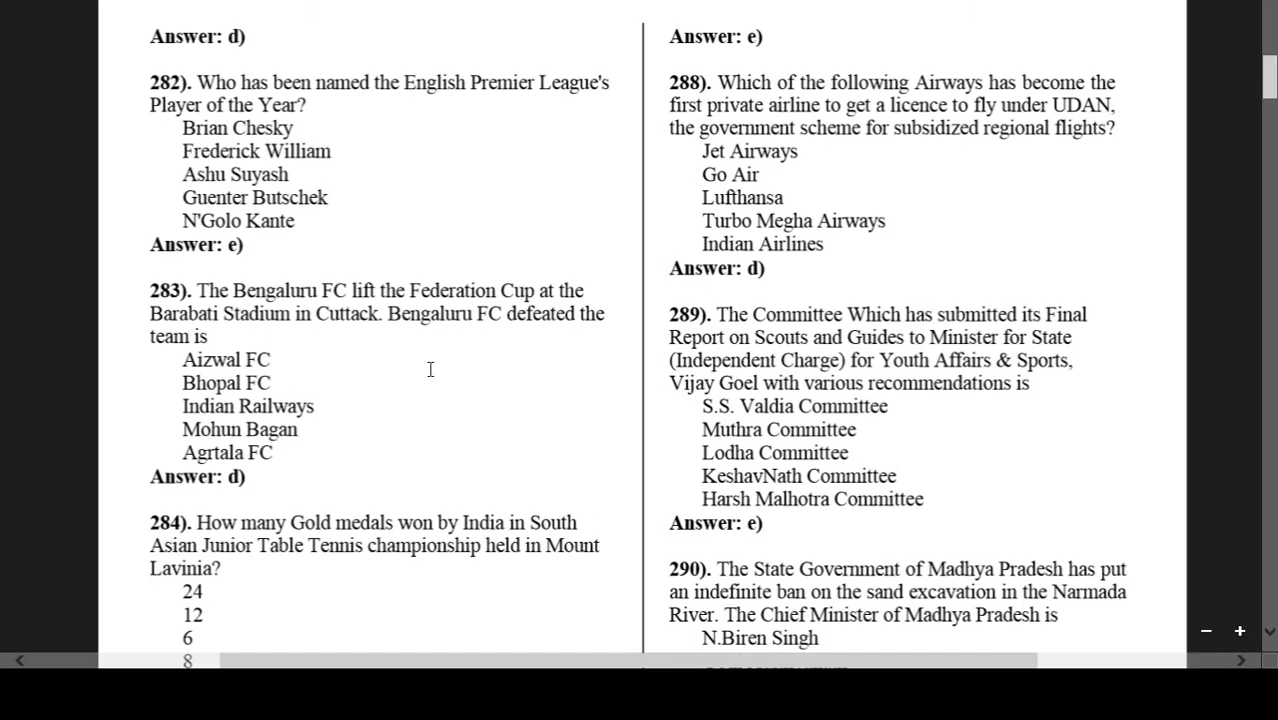 Answer: d)
282). Who has been named the English Premier League's
Player of the Year?
Brian Chesky
Frederick William
Ashu Suyash
Guenter Butschek
N'Golo Kante
Answer: e)
283). The Bengaluru FC lift the Federation Cup at the
Barabati Stadium in Cuttack. Bengaluru FC defeated the
team is
Aizwal FC
Bhopal FC
Indian Railways
Mohun Bagan
Agrtala FC
Answer: d)
284). How many Gold medals won by India in South
Asian Junior Table Tennis championship held in Mount
Lavinia?
24
12
6
8
Answer: e)
288). Which of the following Airways has become the
first private airline to get a licence to fly under UDAN,
the government scheme for subsidized regional flights?
Jet Airways
Go Air
Lufthansa
Turbo Megha Airways
Indian Airlines
Answer: d)
289). The Committee Which has submitted its Final
Report on Scouts and Guides to Minister for State
(Independent Charge) for Youth Affairs & Sports,
Vijay Goel with various recommendations is
S.S. Valdia Committee
Muthra Committee
Lodha Committee
KeshavNath Committee
Harsh Malhotra Committee
Answer: e)
290). The State Government of Madhya Pradesh has put
an indefinite ban on the sand excavation in the Narmada
River. The Chief Minister of Madhya Pradesh is
N.Biren Singh